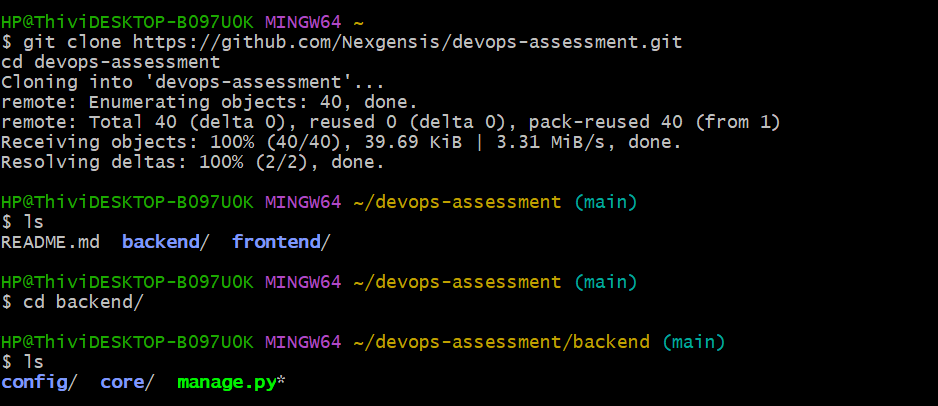 HP@ThiviDESKTOP-B097U0K MINGW64 ~
$ git clone https://github.com/Nexgensis/devops-assessment.git
cd devops-assessment
Cloning into 'devops-assessment'...
remote: Enumerating objects: 40, done.
remote: Total 40 (delta 0), reused 0 (delta 0), pack-reused 40 (from 1)
Receiving objects: 100% (40/40), 39.69 KiB | 3.31 MiB/s, done.
Resolving deltas: 100% (2/2), done.
HP@ThiviDESKTOP-B097U0K MINGW64 ~/devops-assessment (main)
$ ls
README.md  backend/  frontend/
HP@ThiviDESKTOP-B097U0K MINGW64 ~/devops-assessment (main)
$ cd backend/
HP@ThiviDESKTOP-B097U0K MINGW64 ~/devops-assessment/backend (main)
$ ls
config/  core/  manage.py*